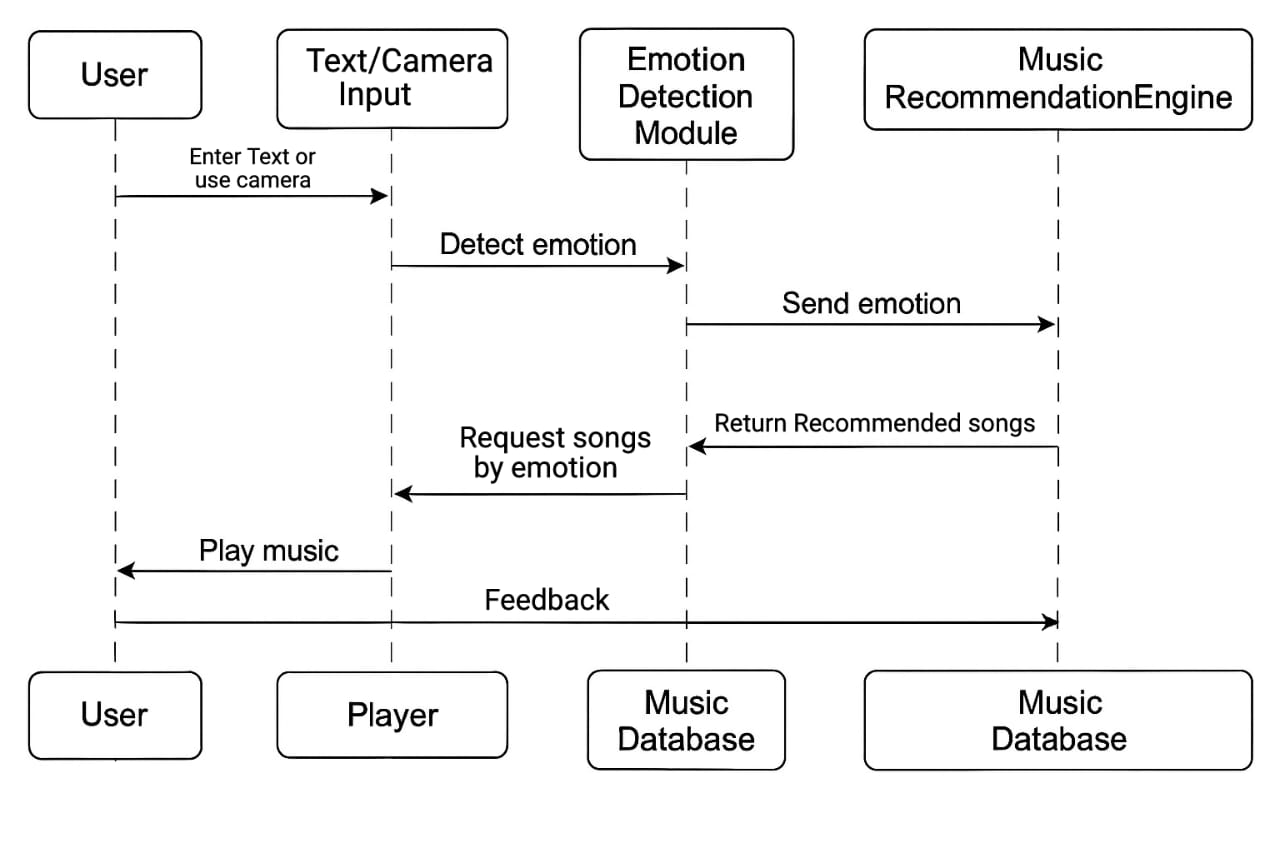 User
Text/Camera
Input
Emotion
Detection
Module
Music
RecommendationEngine
Enter Text or
use camera
Detect emotion
Send emotion
Return Recommended songs
Request songs
by emotion
Play music
Feedback
User
Player
Music
Database
Music
Database